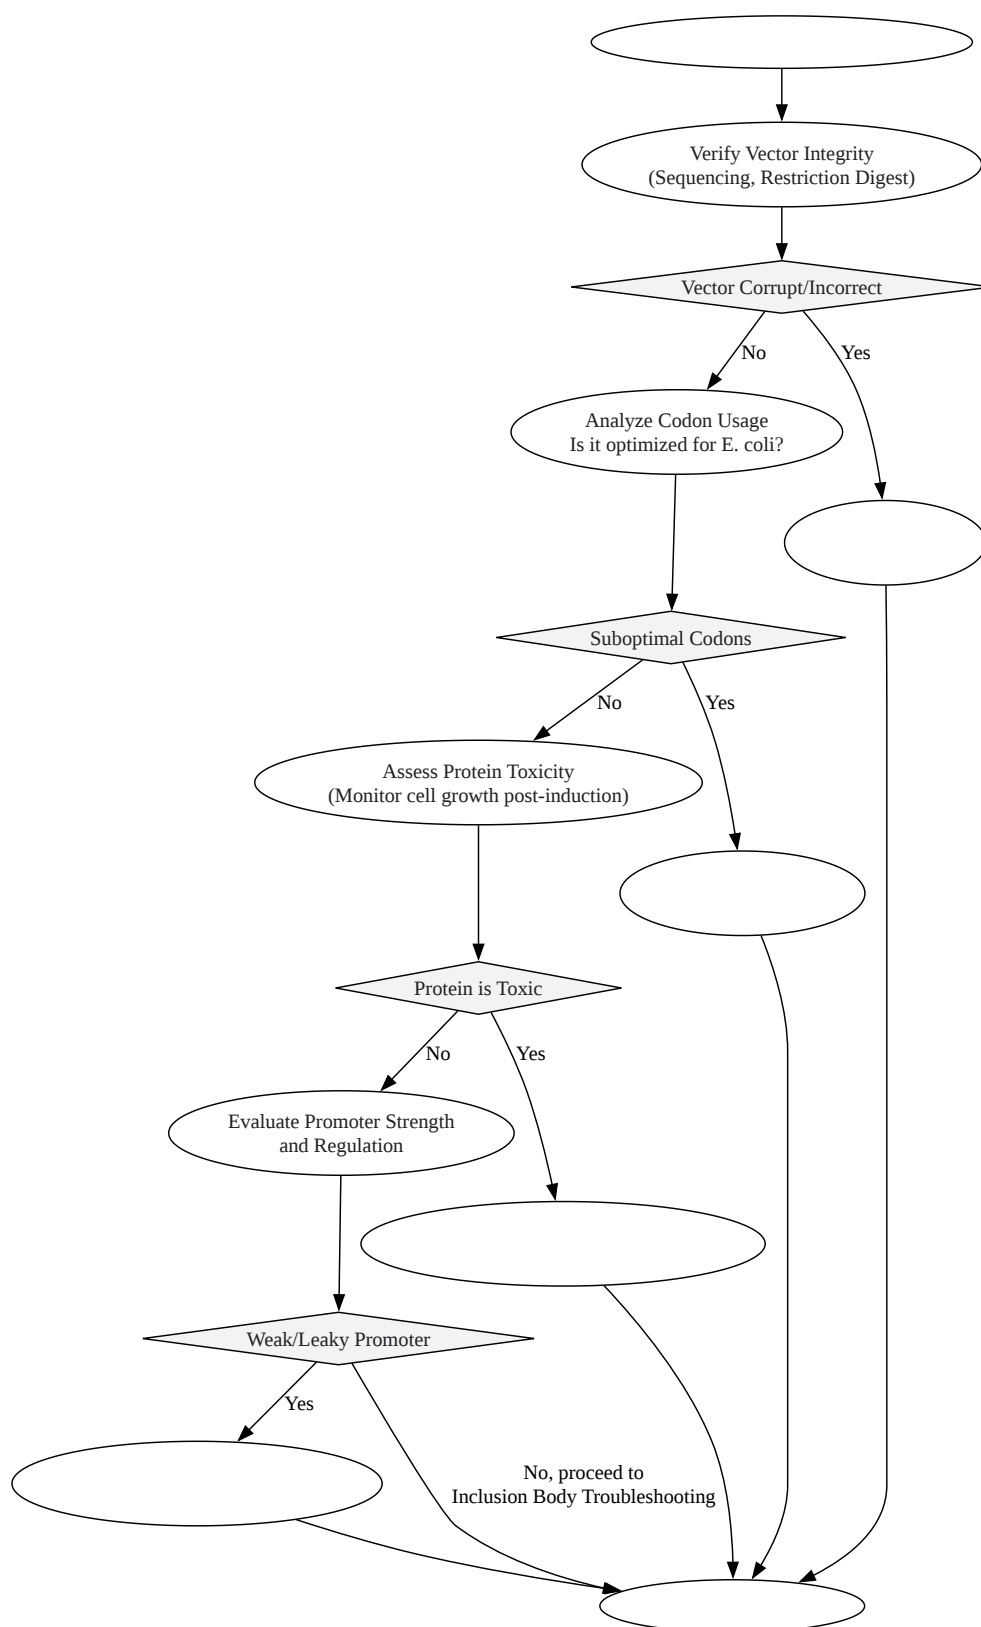 Verify Vector Integrity
(Sequencing, Restriction Digest)
Vector Corrupt/Incorrect
No
Yes
Analyze Codon Usage
Is it optimized for E. coli?
Suboptimal Codons
No
Yes
Assess Protein Toxicity
(Monitor cell growth post-induction)
Protein is Toxic
No
Yes
Evaluate Promoter Strength
and Regulation
Weak/Leaky Promoter
Yes
No, proceed to
Inclusion Body Troubleshooting